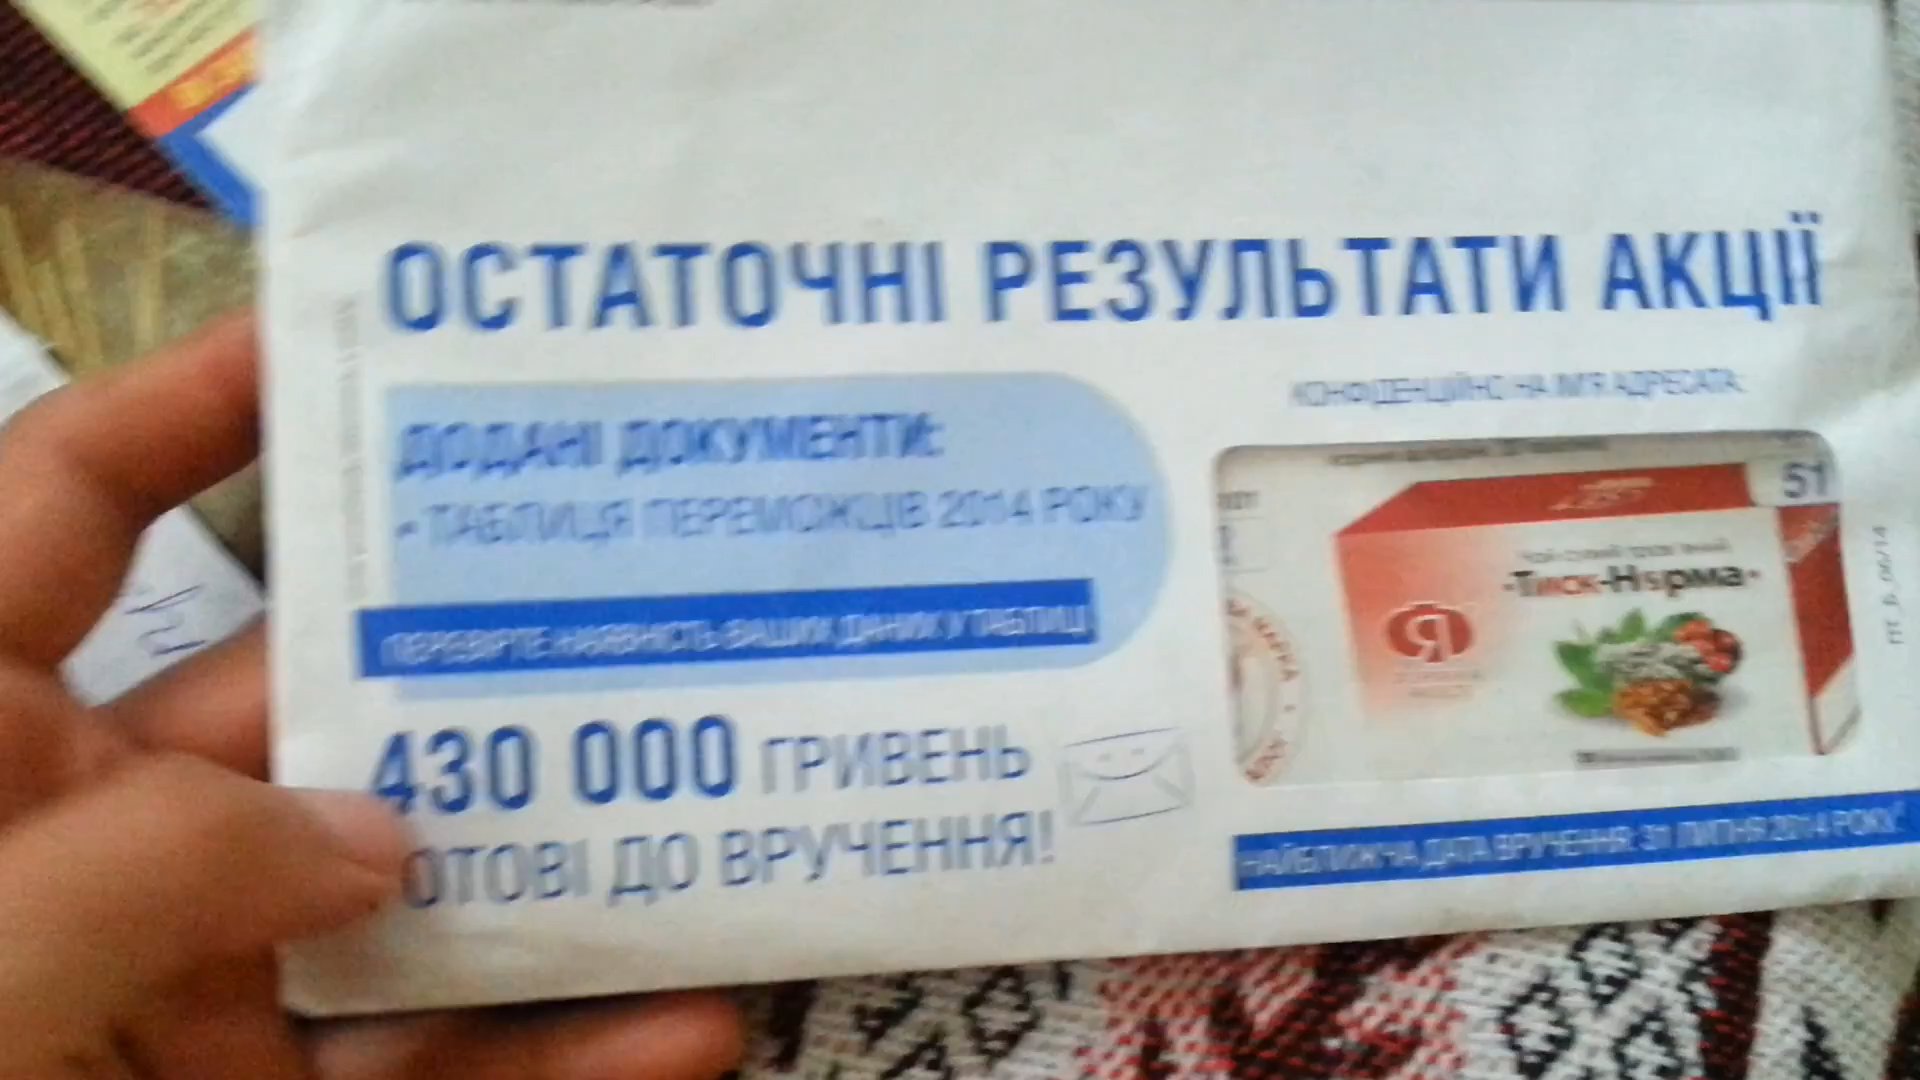 ОСТАТОЧНІ РЕЗУЛЬТАТИ АКЦІЇ
ДОДАНІ ДОКУМЕНТИ:
• ТАБЛИЦЯ ПЕРЕМОЖЦІВ 2014 РОКУ
ПЕРЕВІРТЕ НАЯВНІСТЬ ВАШИХ ДАНИХ У ТАБЛИЦІ
430 000 ГРИВЕНЬ
ОТОВІ ДО ВРУЧЕННЯ!
КОНФІДЕНЦІЙНО НА ІМ'Я АДРЕСАТА:
51
•Тиск-Норма•
Я
НАЙБЛИЖЧА ДАТА ВРУЧЕННЯ: 31 ЛИПНЯ 2014 РОКУ*